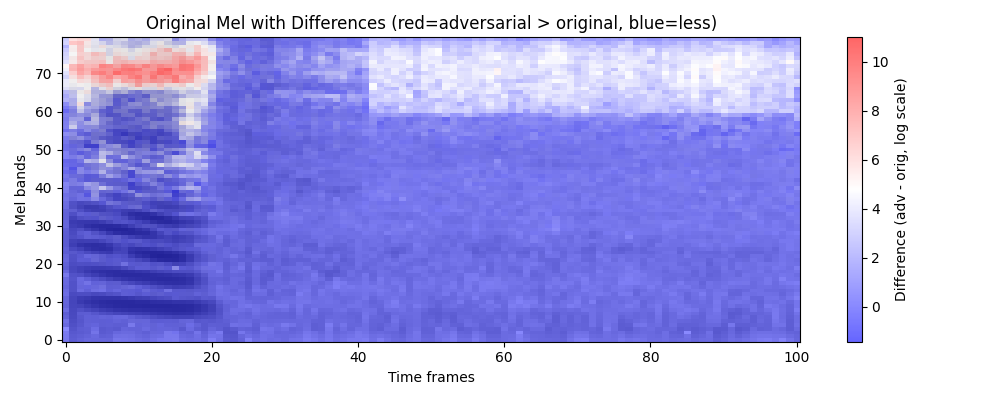 Original Mel with Differences (red=adversarial > original, blue=less)
Mel bands
70
60
50
40
30
20
10
0
0 20 40 60 80 100
Time frames
10
8
6
4
2
0
Difference (adv - orig, log scale)